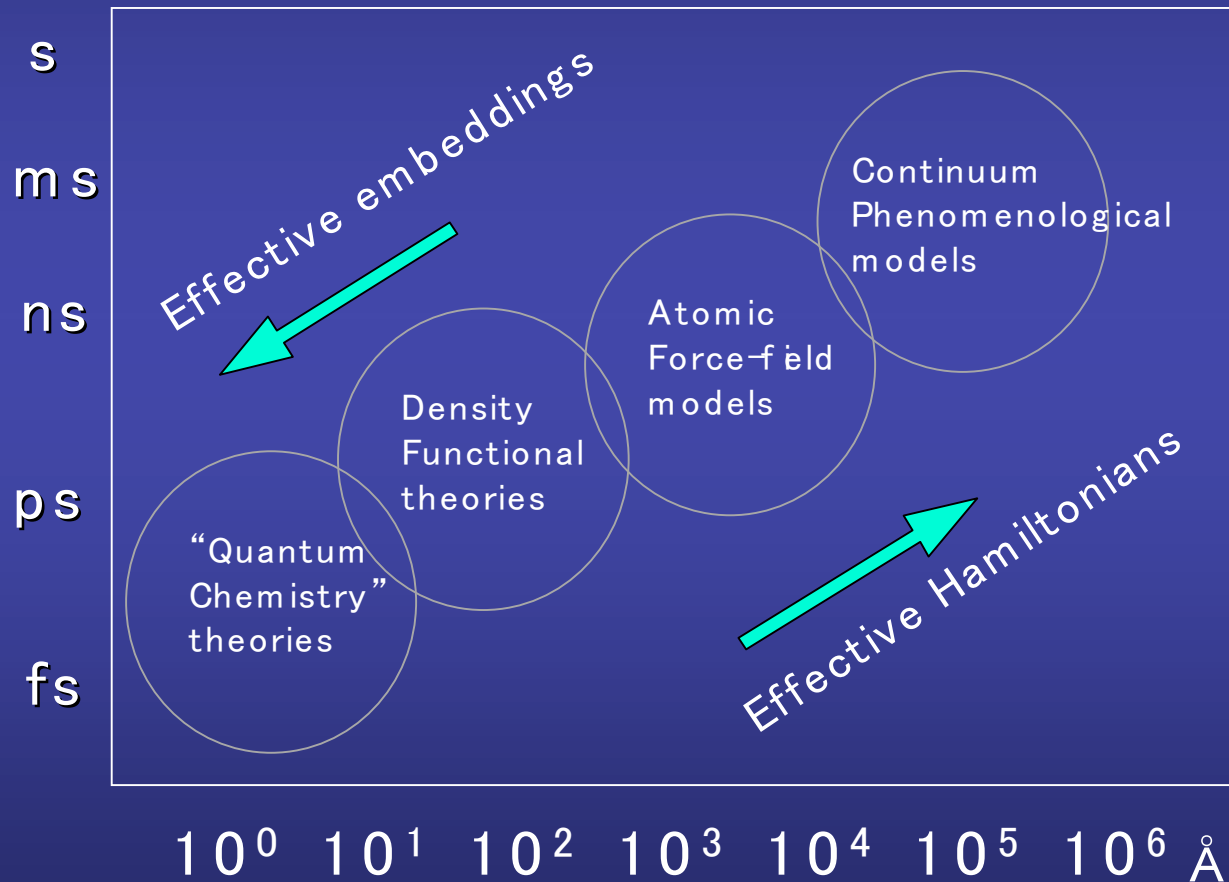 s
ms
ns
ps
fs
Effective embeddings
Continuum
Phenomenological
models
Atomic
Force-field
models
Density
Functional
theories
“Quantum
Chemistry”
theories
Effective Hamiltonians
10⁰ 10¹ 10² 10³ 10⁴ 10⁵ 10⁶ Å